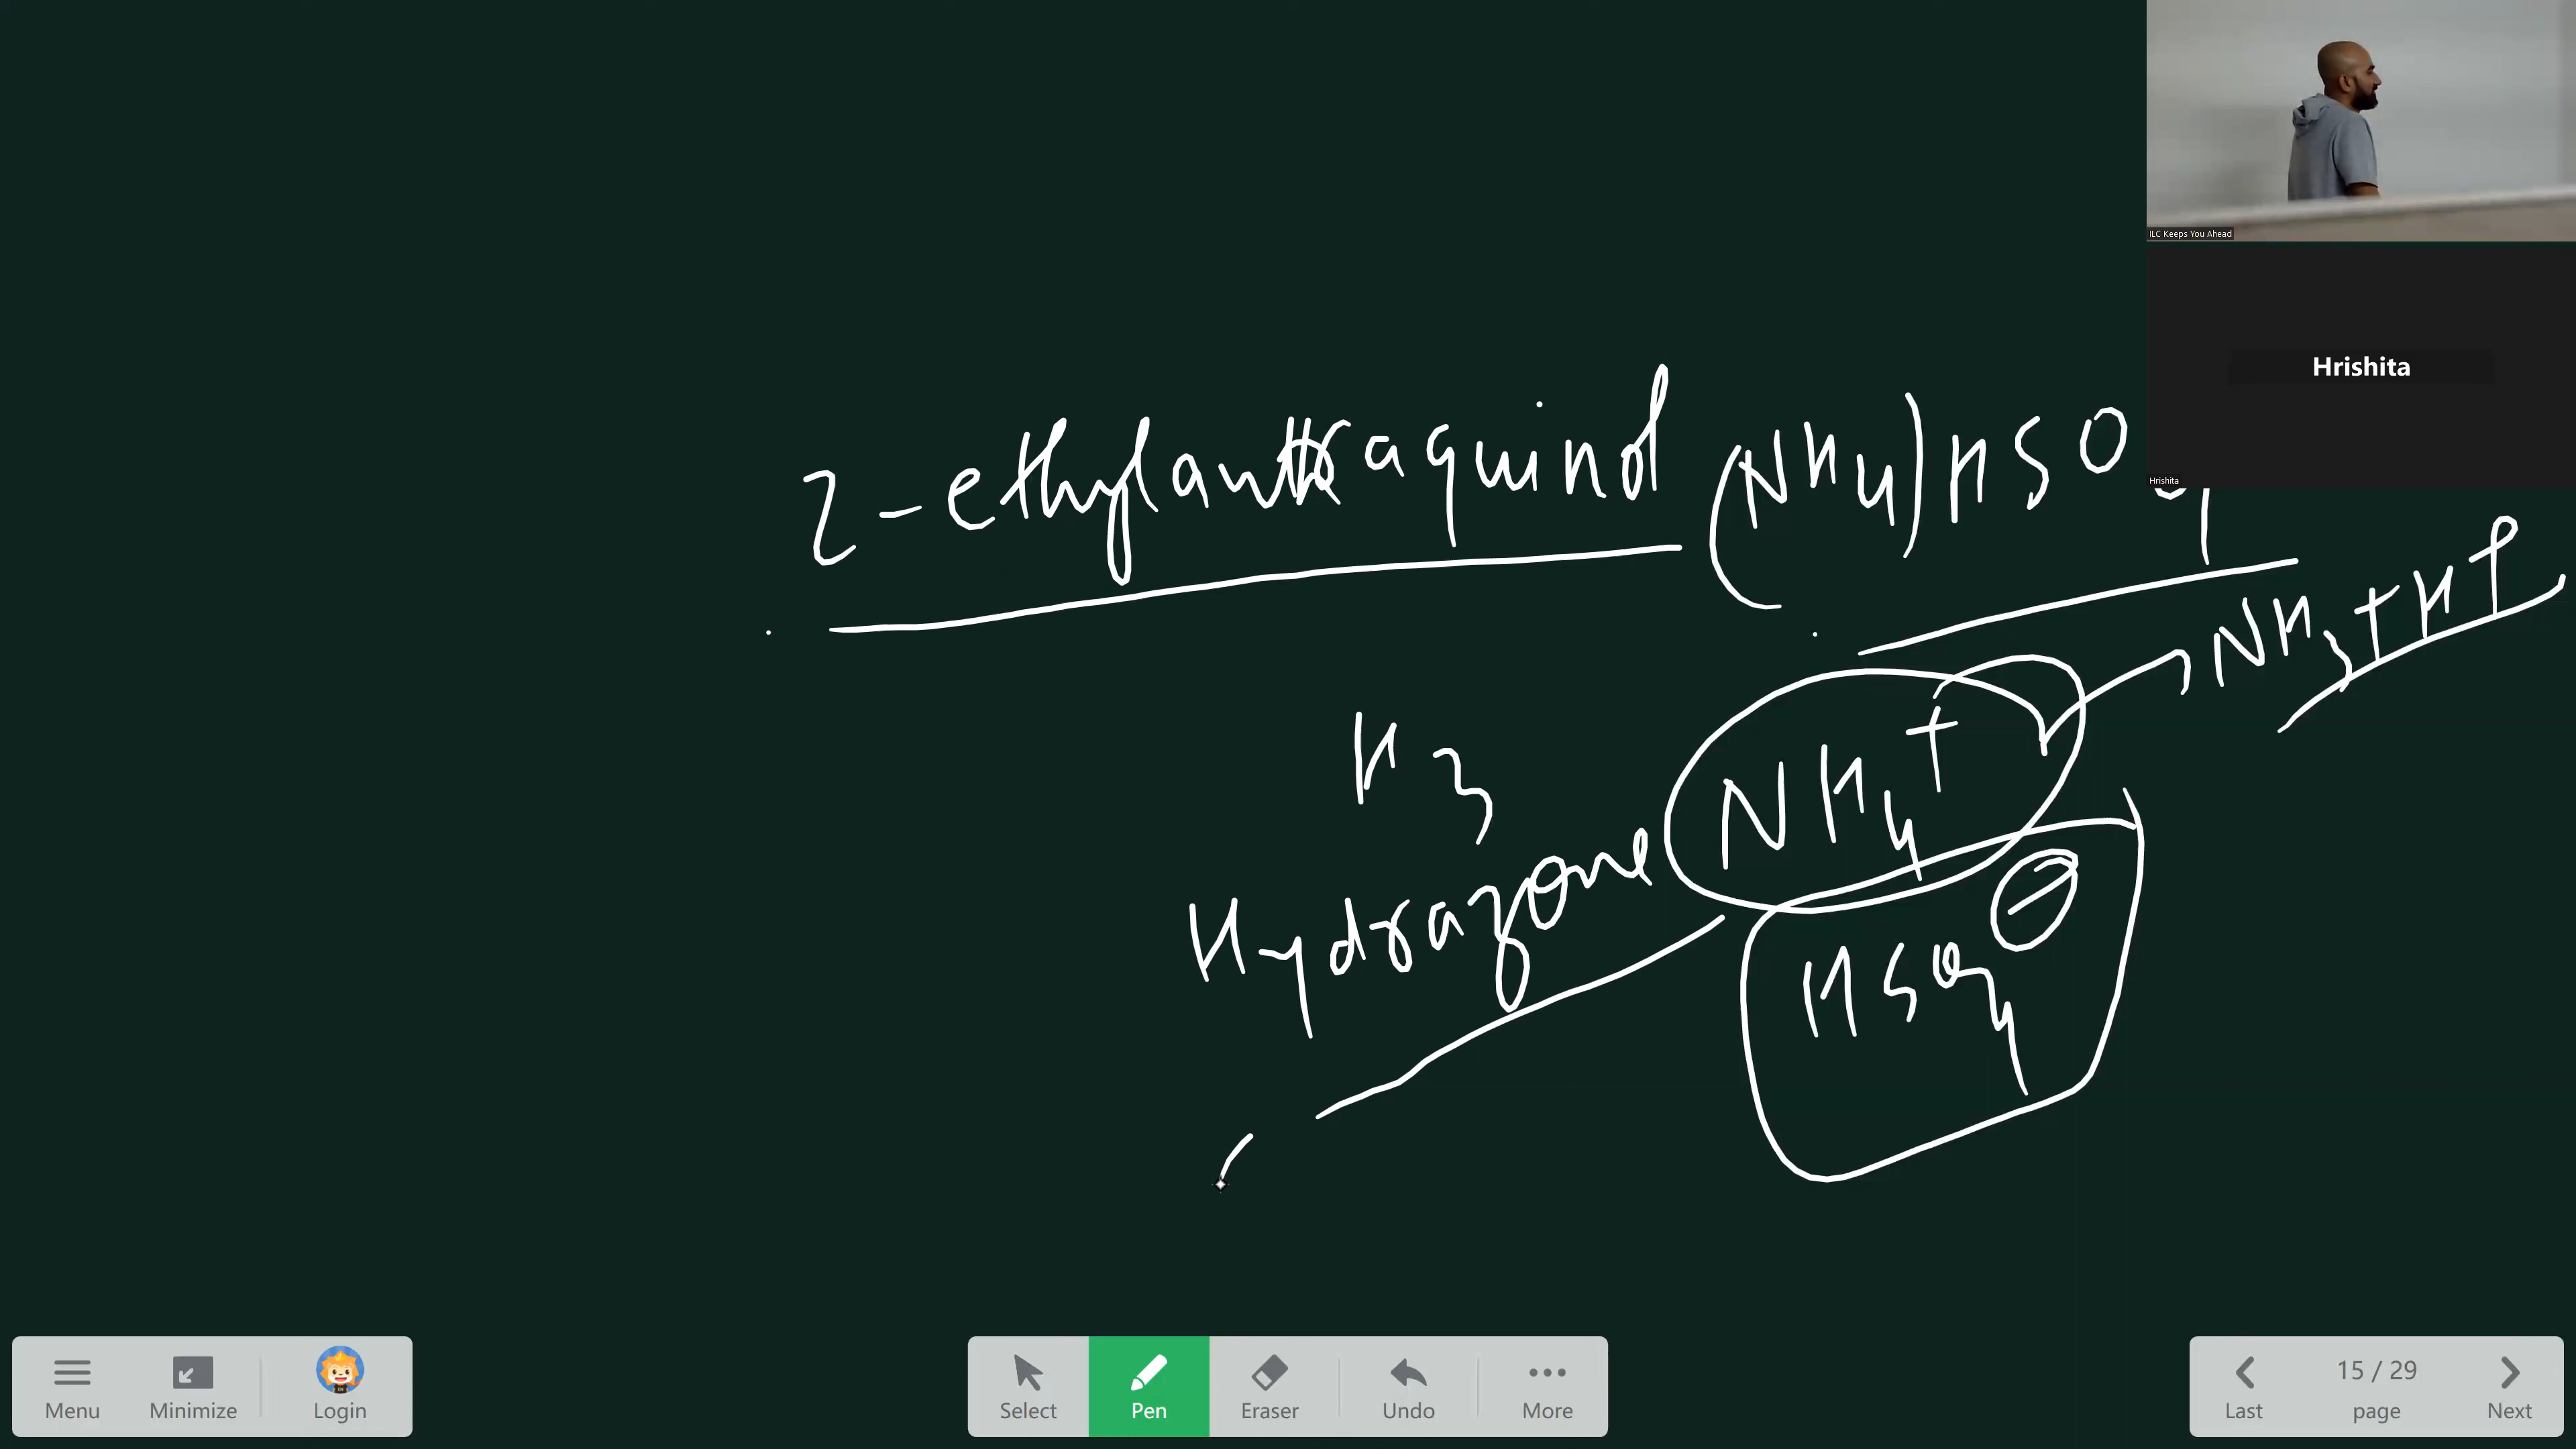 ILC Keeps You Ahead
Hrishita
Hrishita
2-ethylanthraquinol (NH4)HSO4
NH3+H+
H3
NH4+
Hydrazone
HSO4⊖
Menu Minimize Login
Select Pen Eraser Undo More
15 / 29
Last page Next